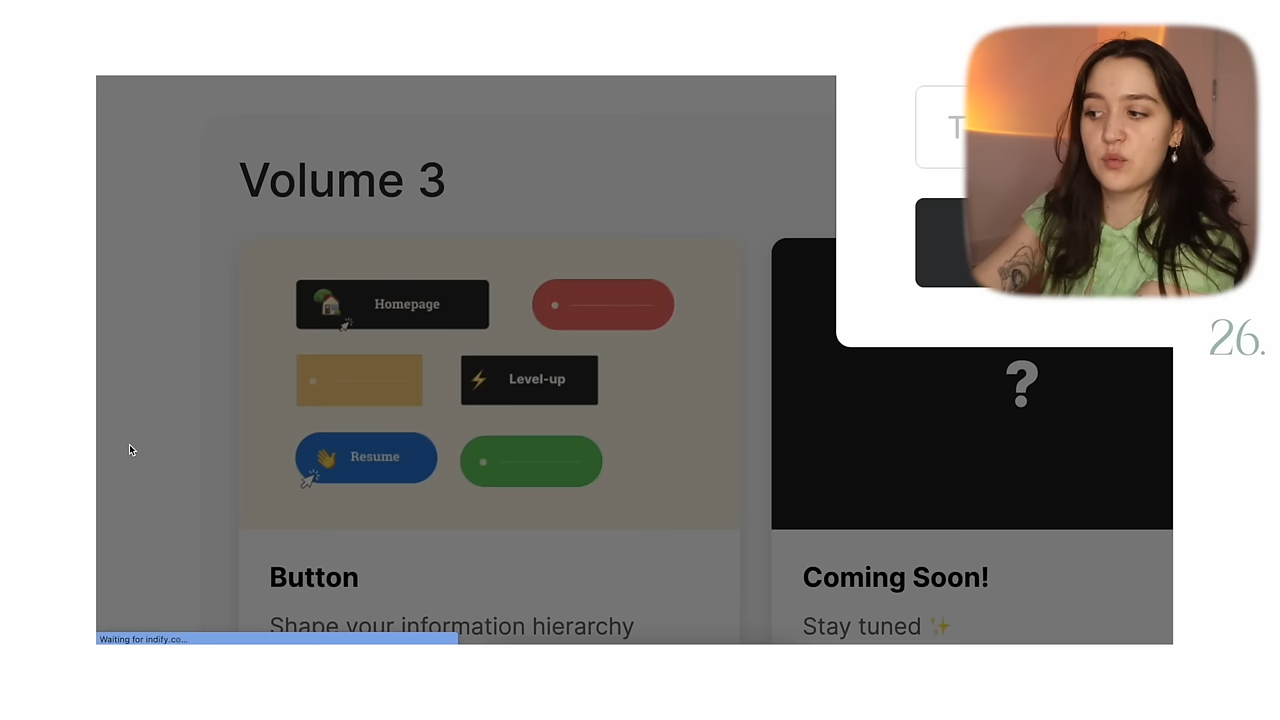 T
Volume 3
Homepage
Level-up
Resume
?
26.
Button
Coming Soon!
Shape your information hierarchy
Stay tuned ✨
Waiting for indify.co...